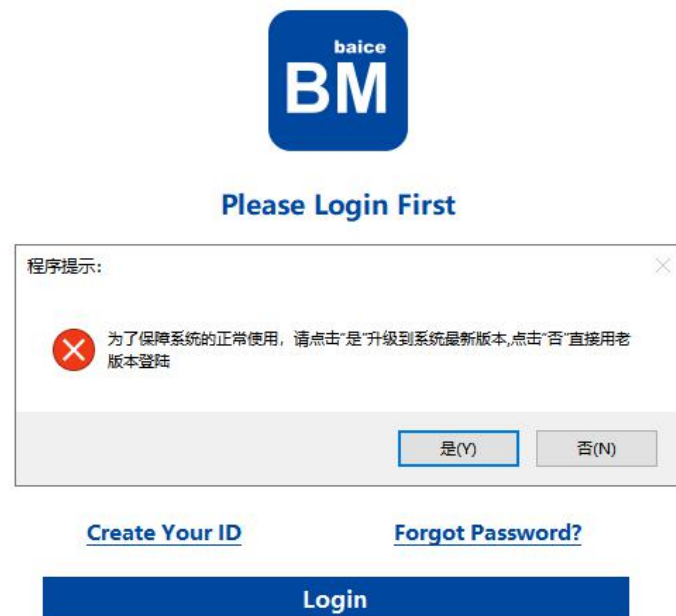 baice
BM
Please Login First
程序提示:
为了保障系统的正常使用，请点击"是"升级到系统最新版本,点击"否"直接用老
版本登陆
是(Y)
否(N)
Create Your ID
Forgot Password?
Login